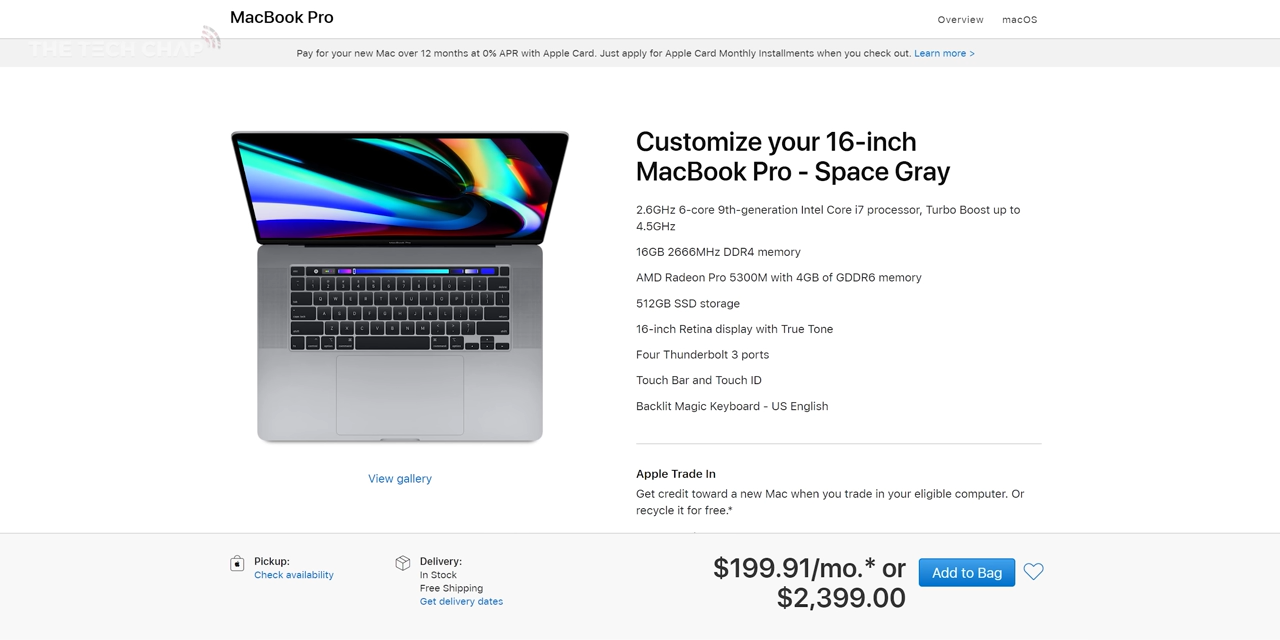 MacBook Pro
Overview
macOS
THE TECH CHAP
Pay for your new Mac over 12 months at 0% APR with Apple Card. Just apply for Apple Card Monthly Installments when you check out. Learn more >
Customize your 16-inch
MacBook Pro - Space Gray
2.6GHz 6-core 9th-generation Intel Core i7 processor, Turbo Boost up to
4.5GHz
16GB 2666MHz DDR4 memory
AMD Radeon Pro 5300M with 4GB of GDDR6 memory
512GB SSD storage
16-inch Retina display with True Tone
Four Thunderbolt 3 ports
Touch Bar and Touch ID
Backlit Magic Keyboard - US English
View gallery
Apple Trade In
Get credit toward a new Mac when you trade in your eligible computer. Or
recycle it for free.*
Pickup:
Check availability
Delivery:
In Stock
Free Shipping
Get delivery dates
$199.91/mo.* or
$2,399.00
Add to Bag